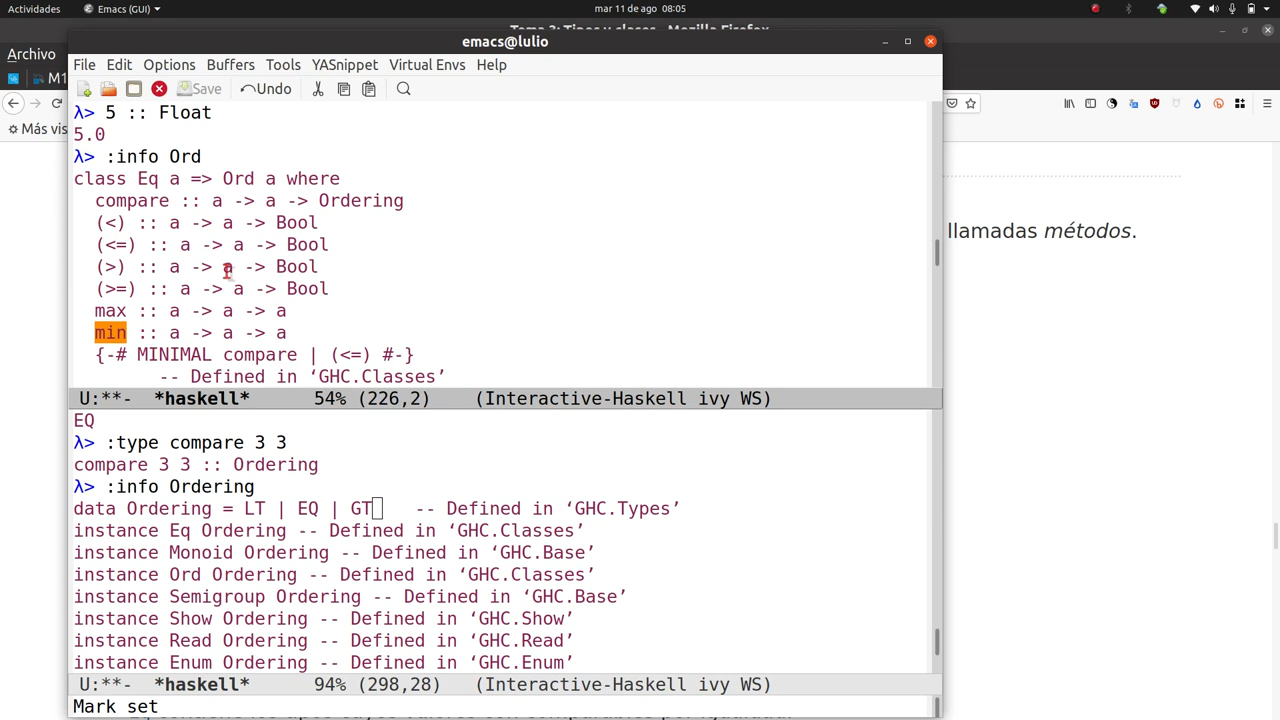 Actividades Emacs (GUI) mar 11 de ago 08:05
emacs@lulio
Archivo
File Edit Options Buffers Tools YASnippet Virtual Envs Help
M1
Save Undo
λ> 5 :: Float
Más vis
5.0
λ> :info Ord
class Eq a => Ord a where
  compare :: a -> a -> Ordering
  (<) :: a -> a -> Bool
llamadas métodos.
  (<=) :: a -> a -> Bool
  (>) :: a -> a -> Bool
  (>=) :: a -> a -> Bool
  max :: a -> a -> a
  min :: a -> a -> a
  {-# MINIMAL compare | (<=) #-}
        -- Defined in ‘GHC.Classes’
U:**- *haskell* 54% (226,2) (Interactive-Haskell ivy WS)
EQ
λ> :type compare 3 3
compare 3 3 :: Ordering
λ> :info Ordering
data Ordering = LT | EQ | GT -- Defined in ‘GHC.Types’
instance Eq Ordering -- Defined in ‘GHC.Classes’
instance Monoid Ordering -- Defined in ‘GHC.Base’
instance Ord Ordering -- Defined in ‘GHC.Classes’
instance Semigroup Ordering -- Defined in ‘GHC.Base’
instance Show Ordering -- Defined in ‘GHC.Show’
instance Read Ordering -- Defined in ‘GHC.Read’
instance Enum Ordering -- Defined in ‘GHC.Enum’
U:**- *haskell* 94% (298,28) (Interactive-Haskell ivy WS)
Mark set